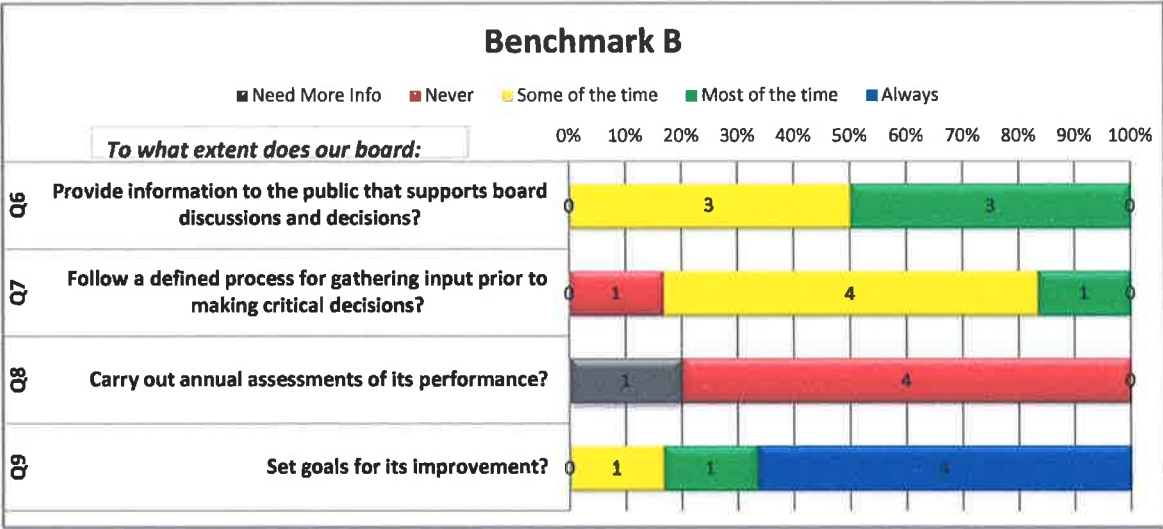 Benchmark B
Need More Info Never Some of the time Most of the time Always
To what extent does our board:
0% 10% 20% 30% 40% 50% 60% 70% 80% 90% 100%
Q6
Provide information to the public that supports board
discussions and decisions?
0 3 3 0
Q7
Follow a defined process for gathering input prior to
making critical decisions?
0 1 4 1 0
Q8
Carry out annual assessments of its performance?
1 4 0
Q9
Set goals for its improvement?
0 1 1 4